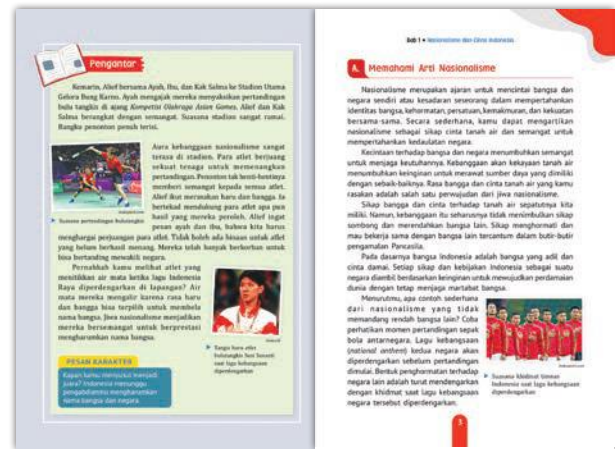 Pengantar
Kemarin, Alief bersama Ayah, Ibu, dan Kak Salma ke Stadion Utama
Gelora Bung Karno. Ayah mengajak mereka menyaksikan pertandingan
bulu tangkis di ajang Kompetisi Olahraga Asian Games. Alief dan Kak
Salma berangkat dengan semangat. Suasana stadion sangat ramai.
Bangku penonton penuh terisi.
Aura kebanggaan nasionalisme sangat
terasa di stadion. Para atlet berjuang
sekuat tenaga untuk memenangkan
pertandingan. Penonton tak henti-hentinya
memberi semangat kepada semua atlet.
Alief ikut merasakan haru dan bangga. Ia
bertekad mendukung para atlet apa pun
hasil yang mereka peroleh. Alief ingat
pesan ayah dan ibu, bahwa kita harus
menghargai perjuangan para atlet. Tidak boleh ada hinaan untuk atlet
yang belum berhasil menang. Mereka telah banyak berkorban untuk
bisa bertanding mewakili negara.
Suasana pertandingan bulutangkis
Pernahkah kamu melihat atlet yang
menitikkan air mata ketika lagu Indonesia
Raya diperdengarkan di lapangan? Air
mata mereka mengalir karena rasa haru
dan bangga bisa terpilih untuk membela
nama bangsa. Jiwa nasionalisme menjadikan
mereka bersemangat untuk berprestasi
mengharumkan nama bangsa.
Tangis haru atlet
bulutangkis Susi Susanti
saat lagu kebangsaan
diperdengarkan
PESAN KARAKTER
Kapan kamu menyusul menjadi
juara? Indonesia menunggu
pengabdianmu mengharumkan
nama bangsa dan negara.
Bab 1 • Nasionalisme dan Citra Indonesia
A. Memahami Arti Nasionalisme
Nasionalisme merupakan ajaran untuk mencintai bangsa dan
negara sendiri atau kesadaran seseorang dalam mempertahankan
identitas bangsa, kehormatan, persatuan, kemakmuran, dan kekuatan
bersama-sama. Secara sederhana, kamu dapat mengartikan
nasionalisme sebagai sikap cinta tanah air dan semangat untuk
mempertahankan kedaulatan negara.
Kecintaan terhadap bangsa dan negara menumbuhkan semangat
untuk menjaga keutuhannya. Kebanggaan akan kekayaan tanah air
menumbuhkan keinginan untuk merawat sumber daya yang dimiliki
dengan sebaik-baiknya. Rasa bangga dan cinta tanah air yang kamu
rasakan adalah salah satu perwujudan dari jiwa nasionalisme.
Sikap bangga dan cinta terhadap tanah air sepatutnya kita
miliki. Namun, kebanggaan itu seharusnya tidak menimbulkan sikap
sombong dan merendahkan bangsa lain. Sikap menghormati dan
mau bekerja sama dengan bangsa lain tercantum dalam butir-butir
pengamalan Pancasila.
Pada dasarnya bangsa Indonesia adalah bangsa yang adil dan
cinta damai. Setiap sikap dan kebijakan Indonesia sebagai suatu
negara diambil berdasarkan keinginan untuk mewujudkan perdamaian
dunia dengan tetap menjaga martabat bangsa.
Menurutmu, apa contoh sederhana
dari nasionalisme yang tidak
memandang rendah bangsa lain? Coba
perhatikan momen pertandingan sepak
bola antarnegara. Lagu kebangsaan
(national anthem) kedua negara akan
diperdengarkan sebelum pertandingan
dimulai. Bentuk penghormatan terhadap
negara lain adalah turut mendengarkan
dengan khidmat saat lagu kebangsaan
negara tersebut diperdengarkan.
Suasana khidmat timnas
Indonesia saat lagu kebangsaan
diperdengarkan
3